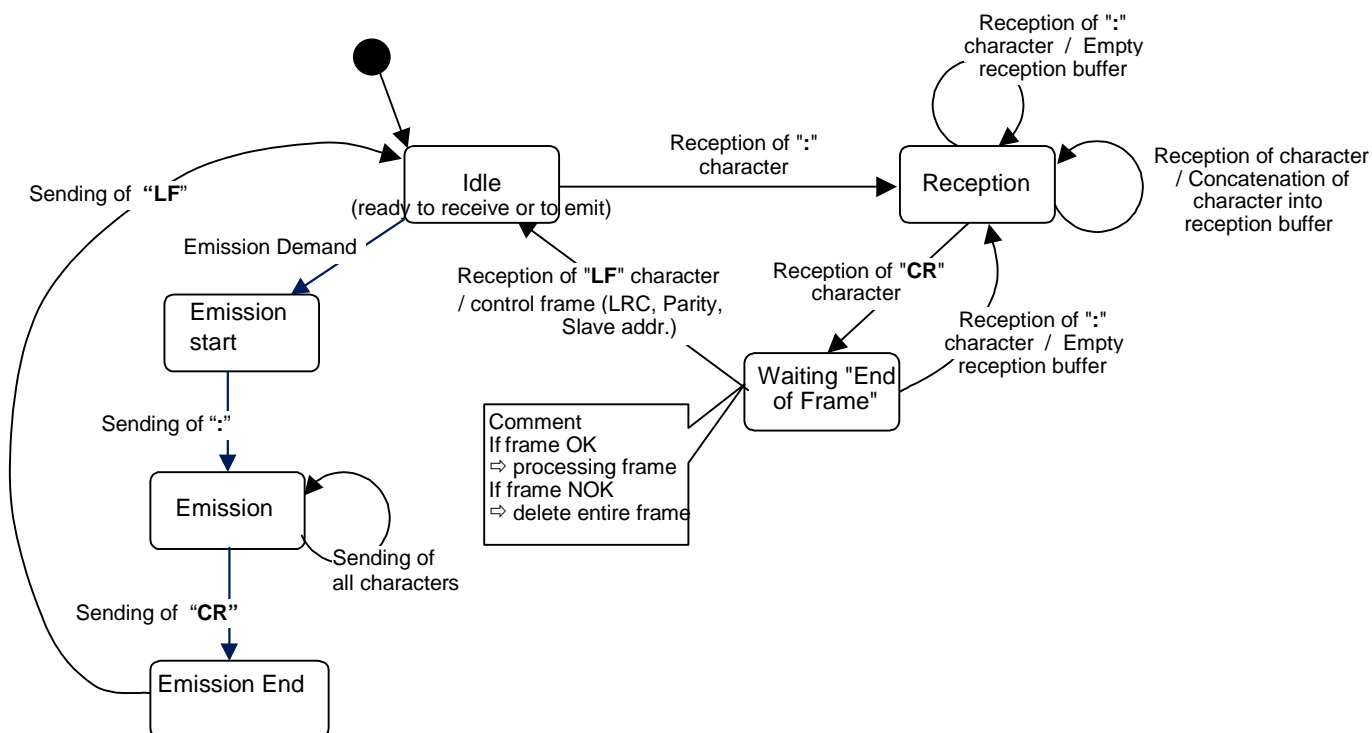 Reception of ":"
character / Empty
reception buffer
Reception of ":"
character
Idle
(ready to receive or to emit)
Reception
Reception of character
/ Concatenation of
character into
reception buffer
Sending of “LF”
Emission Demand
Reception of "LF" character
/ control frame (LRC, Parity,
Slave addr.)
Reception of "CR"
character
Reception of ":"
character / Empty
reception buffer
Emission
start
Waiting "End
of Frame"
Comment
If frame OK
⇨ processing frame
If frame NOK
⇨ delete entire frame
Sending of “:”
Emission
Sending of
all characters
Sending of “CR”
Emission End